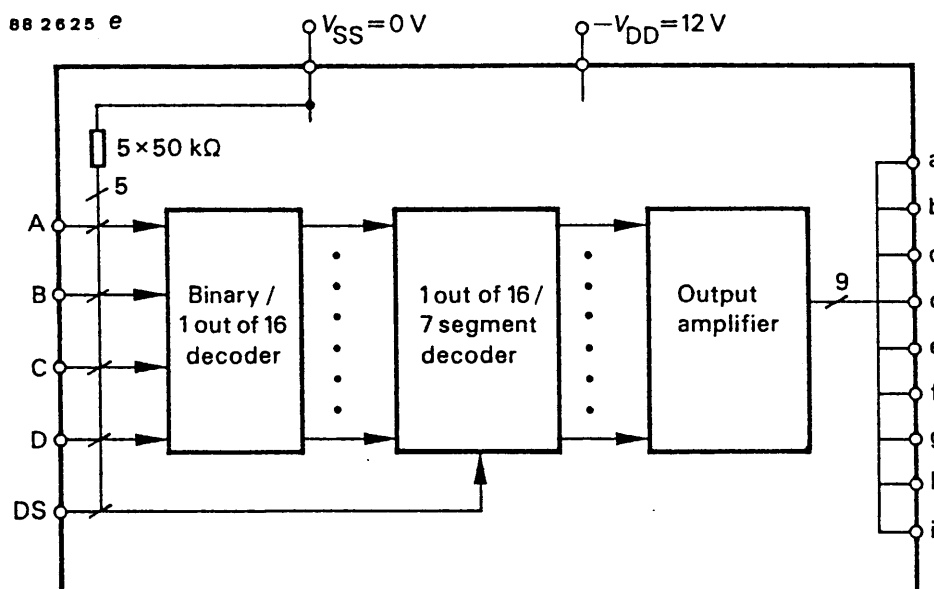 88 2625 e
V_SS = 0 V
−V_DD = 12 V
5 × 50 kΩ
5
A
B
C
D
DS
Binary /
1 out of 16
decoder
1 out of 16 /
7 segment
decoder
Output
amplifier
9
a
e
f
g
i